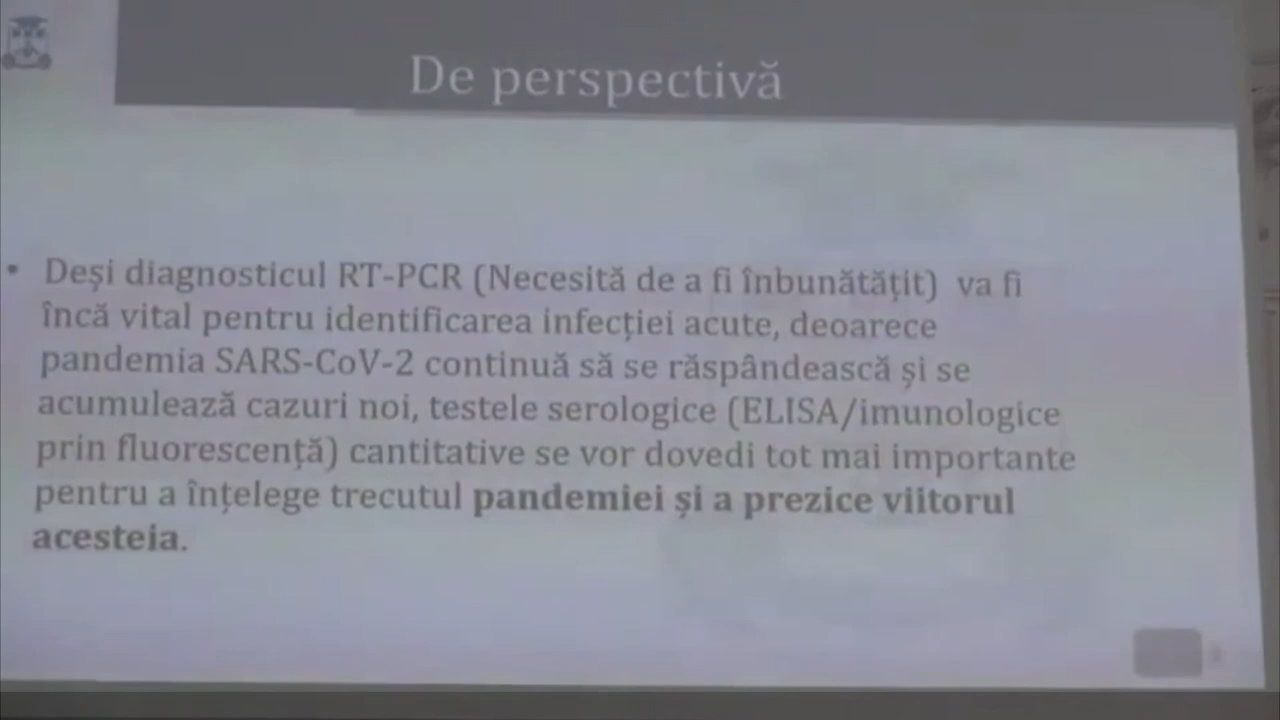 De perspectivă
• Deși diagnosticul RT-PCR (Necesită de a fi înbunătățit) va fi
încă vital pentru identificarea infecției acute, deoarece
pandemia SARS-CoV-2 continuă să se răspândească și se
acumulează cazuri noi, testele serologice (ELISA/imunologice
prin fluorescență) cantitative se vor dovedi tot mai importante
pentru a înțelege trecutul pandemiei și a prezice viitorul
acesteia.